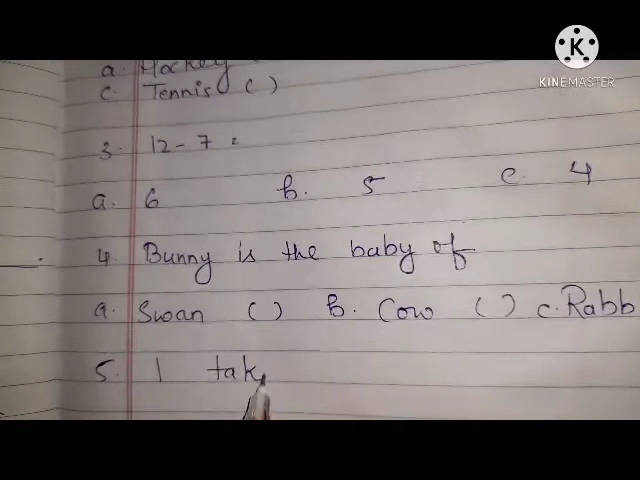 a. Hockey
c. Tennis ( )
KINEMASTER
3. 12 - 7 =
a. 6 b. 5 c. 4
4. Bunny is the baby of
a. Swan ( ) b. Cow ( ) c. Rabb
5. I tak